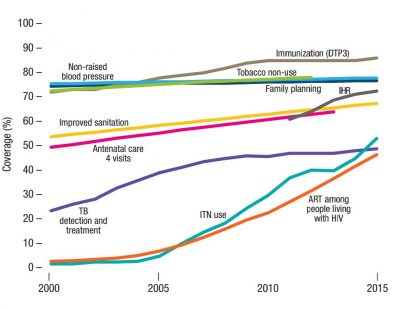 100
90
80
70
60
50
40
30
20
10
0
Coverage (%)
Non-raised
blood pressure
Immunization (DTP3)
Tobacco non-use
Family planning
IHR
Improved sanitation
Antenatal care
4 visits
TB
detection and
treatment
ITN use
ART among
people living
with HIV
2000
2005
2010
2015